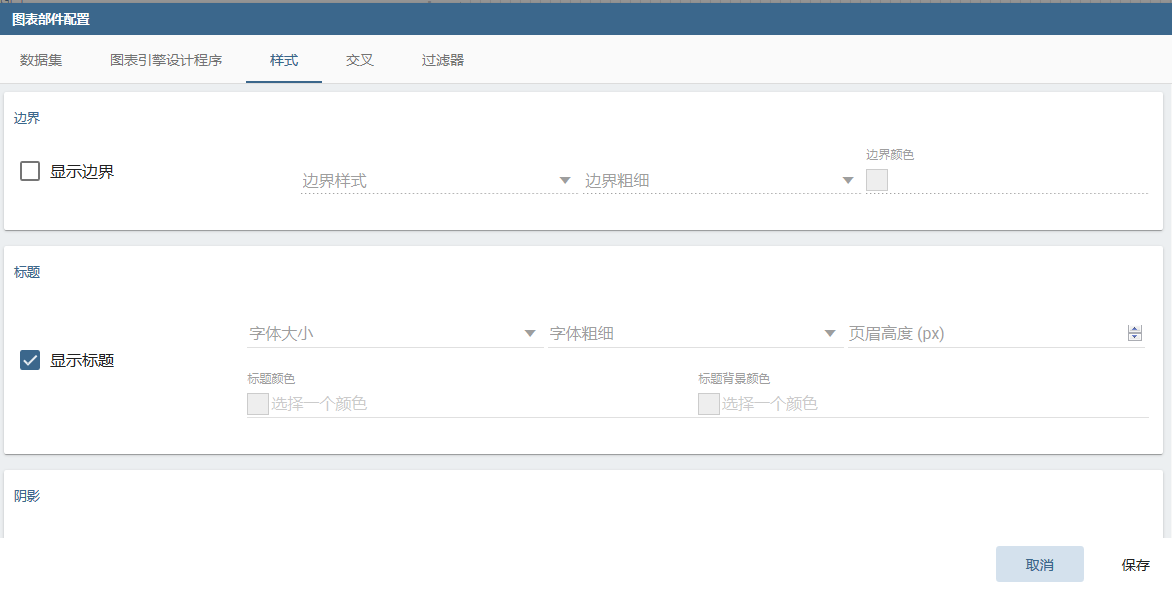 图表部件配置
数据集 图表引擎设计程序 样式 交叉 过滤器
边界
显示边界 边界样式 边界粗细 边界颜色
标题
字体大小 字体粗细 页眉高度 (px)
显示标题
标题颜色 标题背景颜色
选择一个颜色 选择一个颜色
阴影
取消 保存